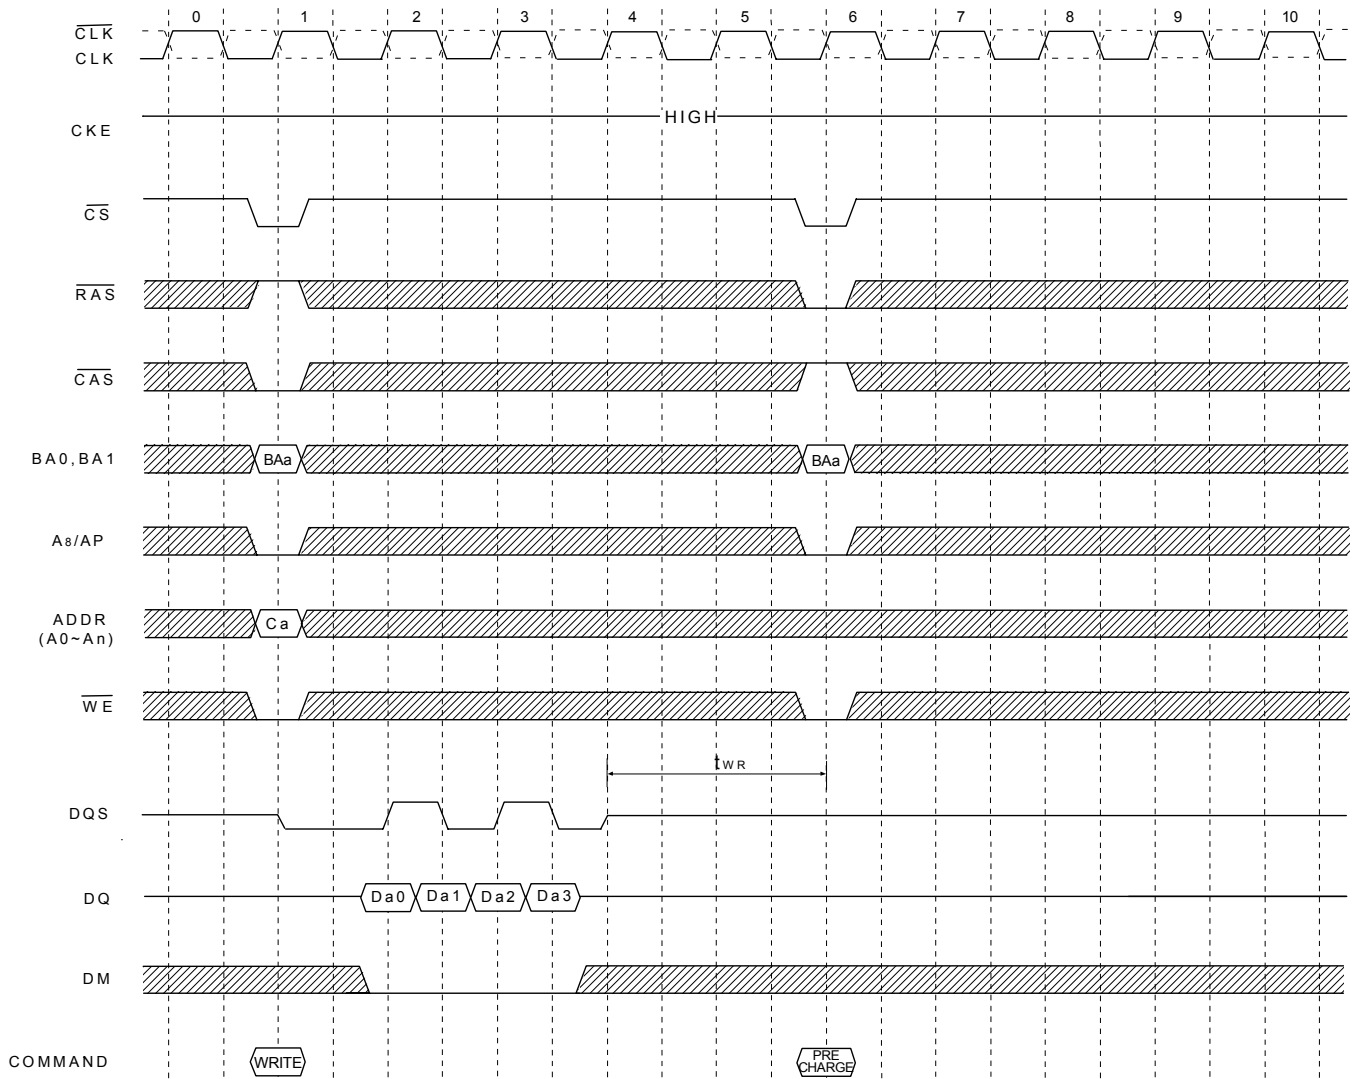 0 1 2 3 4 5 6 7 8 9 10
CLK
CLK
HIGH
CKE
CS
RAS
CAS
BA0,BA1 BAa BAa
A8/AP
ADDR
(A0~An) Ca
WE
tWR
DQS
DQ Da0 Da1 Da2 Da3
DM
COMMAND WRITE PRE
CHARGE